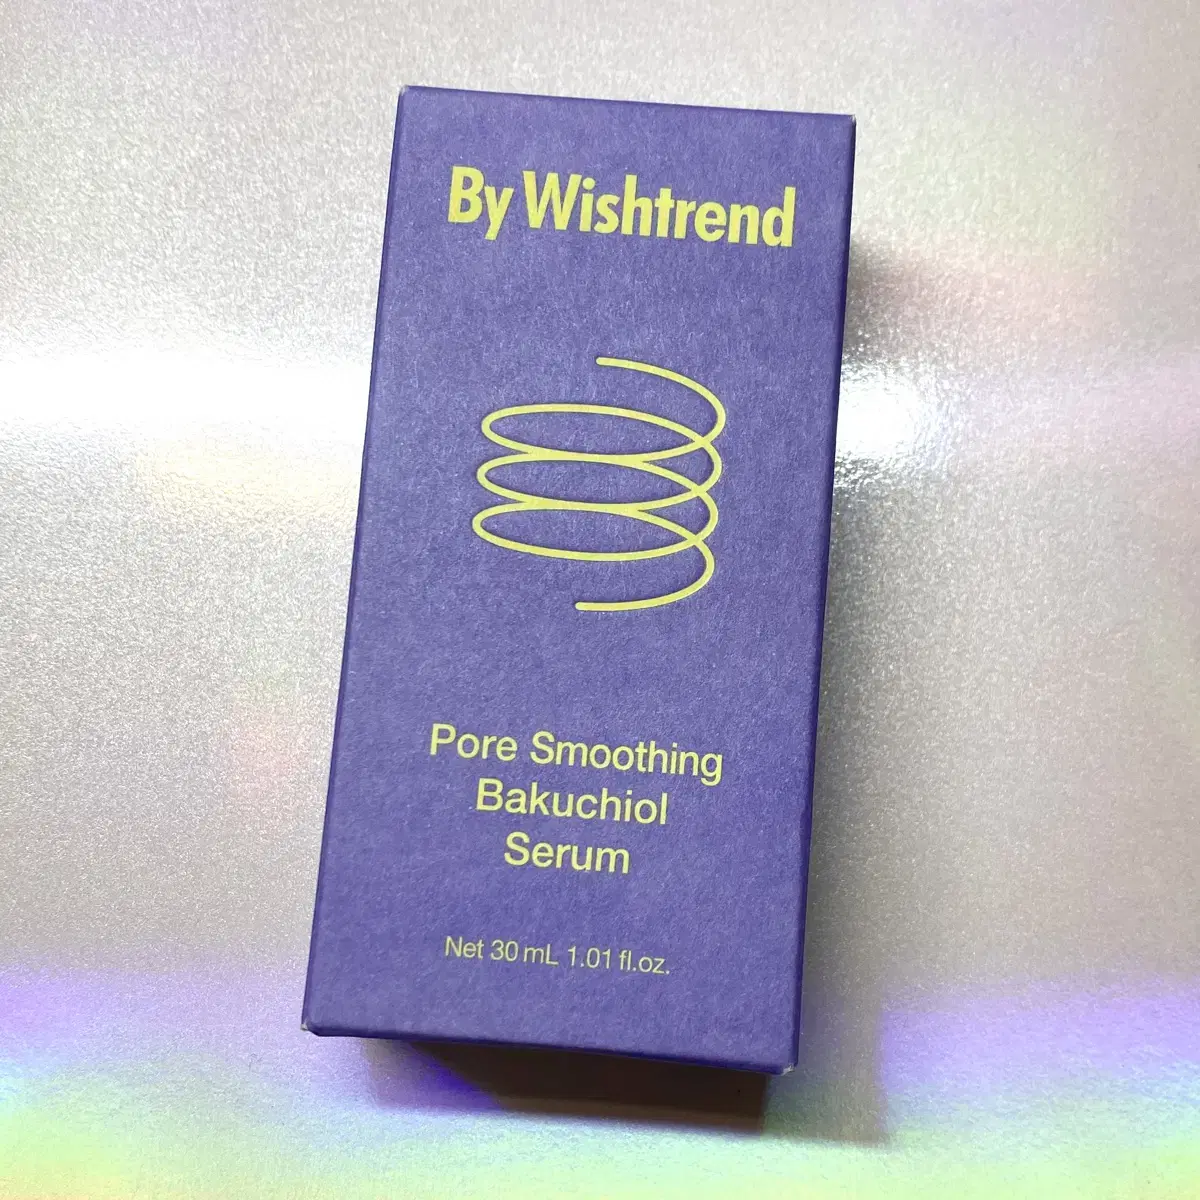 By Wishtrend
Pore Smoothing
Bakuchiol
Serum
Net 30 mL 1.01 fl.oz.